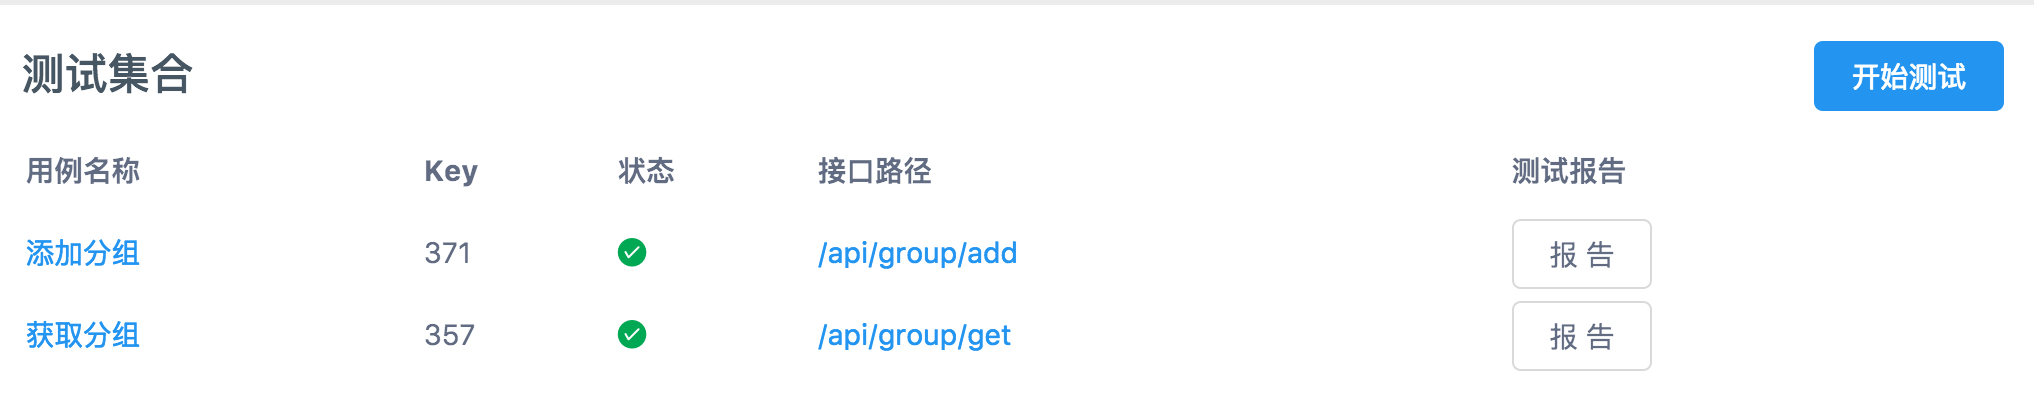 测试集合
开始测试
用例名称 Key 状态 接口路径 测试报告
添加分组 371 /api/group/add 报 告
获取分组 357 /api/group/get 报 告